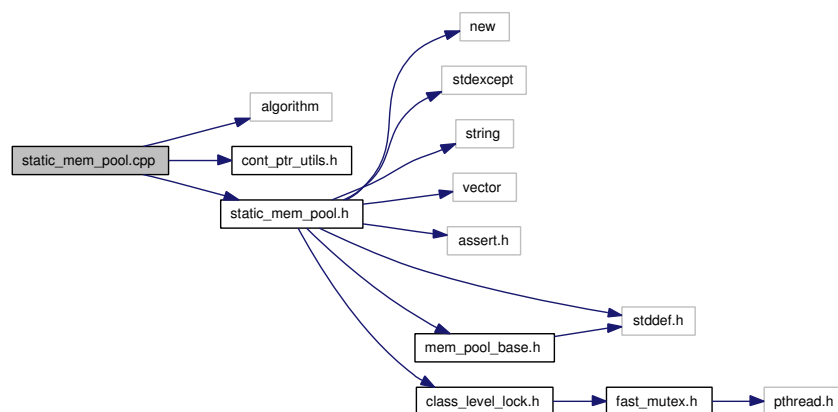 new
stdexcept
algorithm
string
static_mem_pool.cpp
cont_ptr_utils.h
vector
static_mem_pool.h
assert.h
stddef.h
mem_pool_base.h
class_level_lock.h
fast_mutex.h
pthread.h